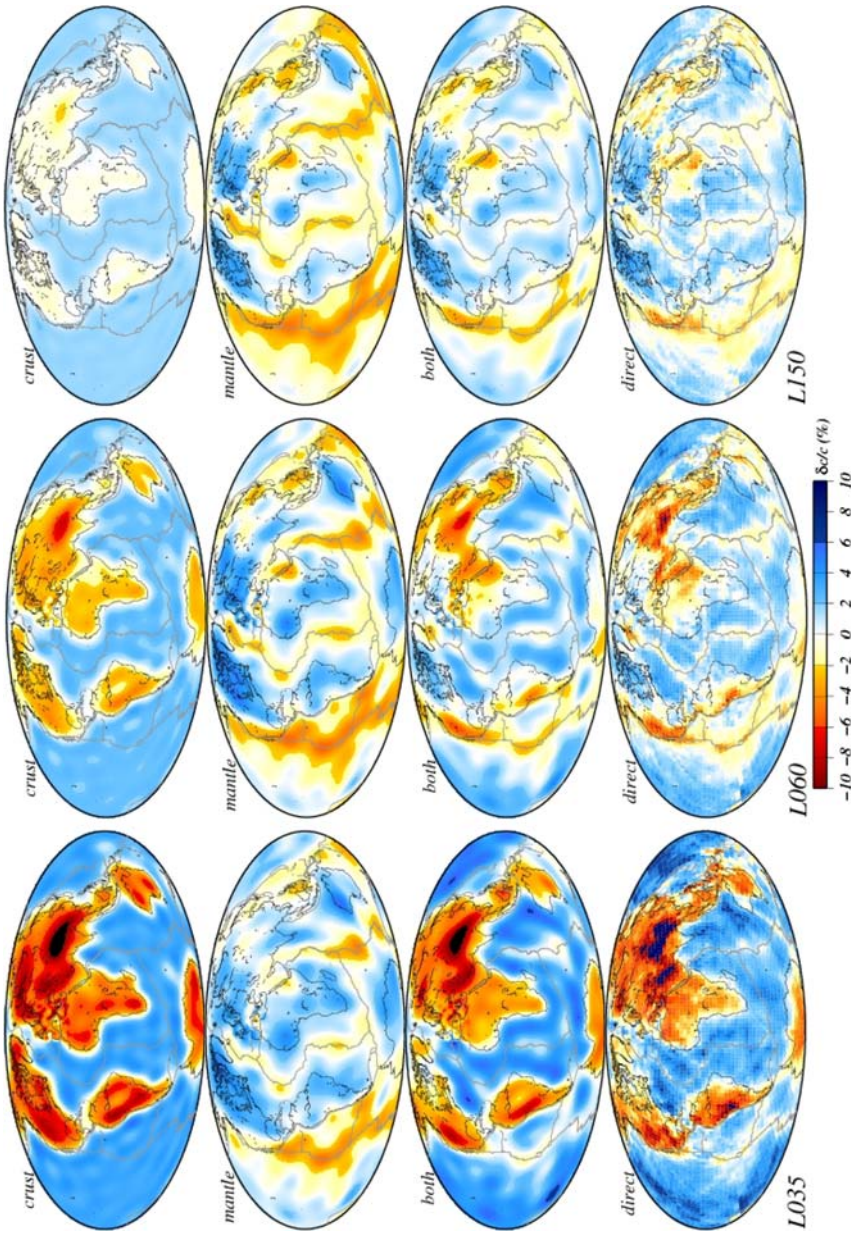 crust
crust
crust
mantle
mantle
mantle
both
both
both
direct
direct
direct
L035
L060
L150
δc/c (%)
−10 −8 −6 −4 −2 0 2 4 6 8 10